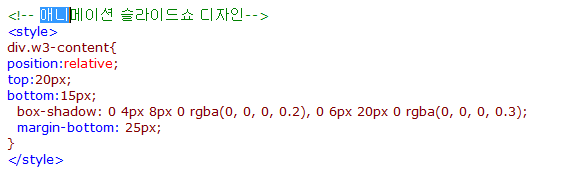 <!-- 애니메이션 슬라이드쇼 디자인-->
<style>
div.w3-content{
position:relative;
top:20px;
bottom:15px;
  box-shadow: 0 4px 8px 0 rgba(0, 0, 0, 0.2), 0 6px 20px 0 rgba(0, 0, 0, 0.3);
  margin-bottom: 25px;
}
</style>